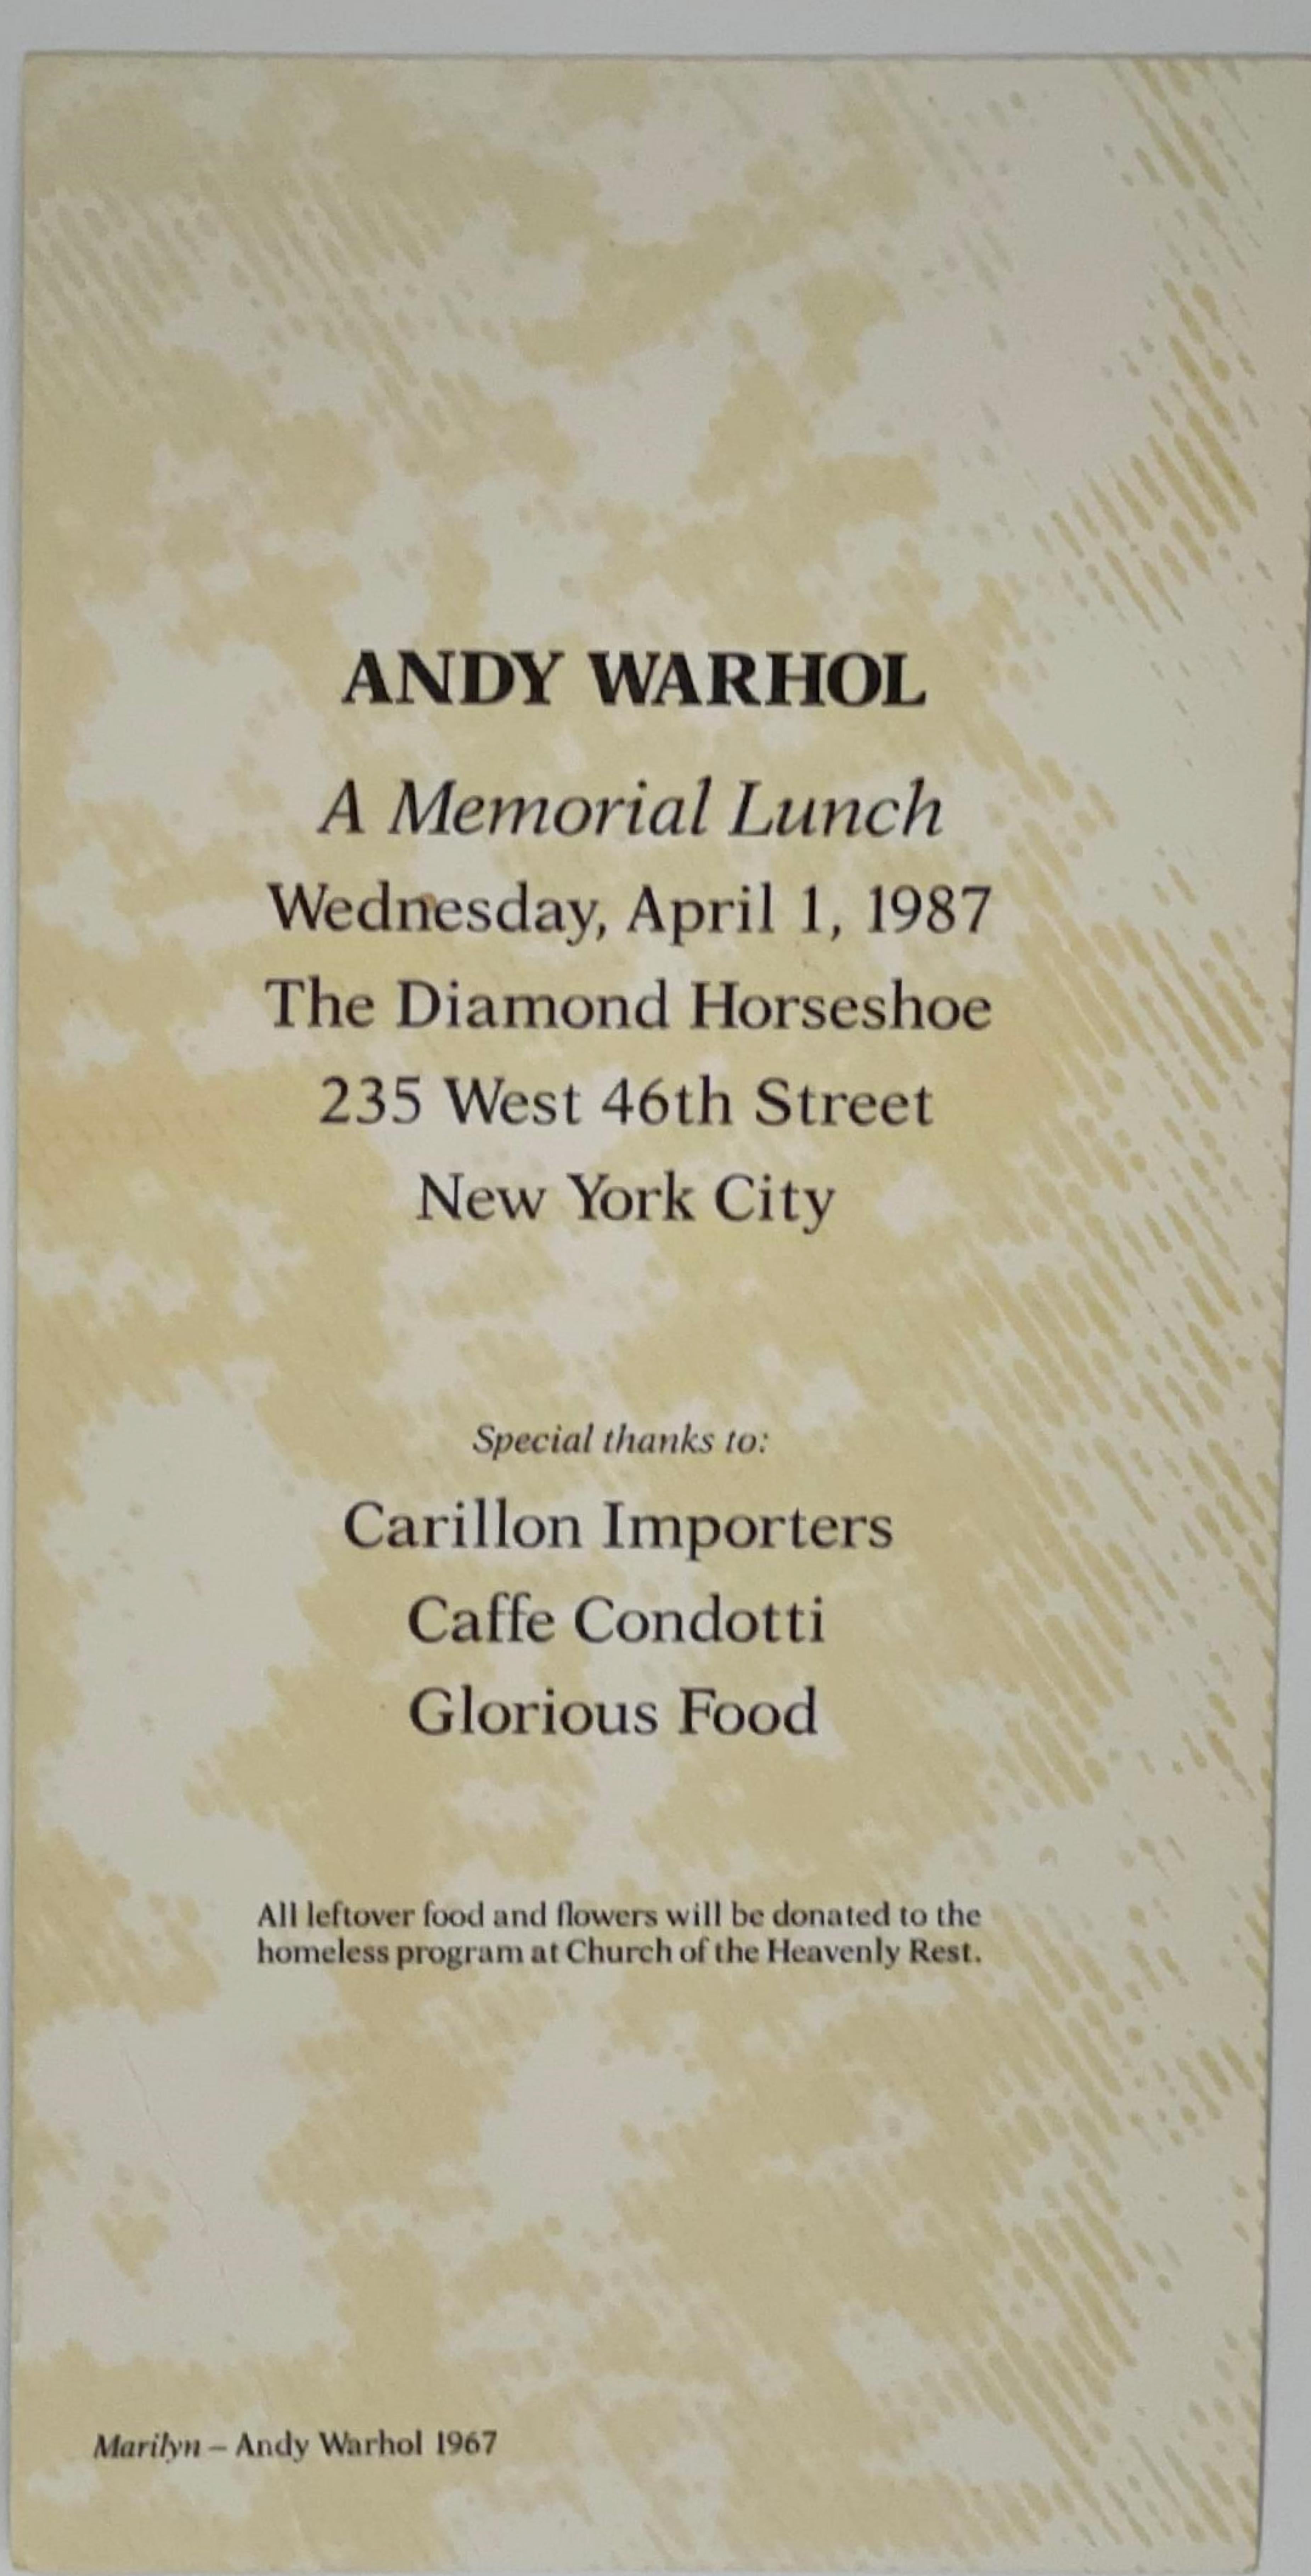 ANDY WARHOL
A Memorial Lunch
Wednesday, April 1, 1987
The Diamond Horseshoe
235 West 46th Street
New York City
Special thanks to:
Carillon Importers
Caffe Condotti
Glorious Food
All leftover food and flowers will be donated to the
homeless program at Church of the Heavenly Rest.
Marilyn – Andy Warhol 1967